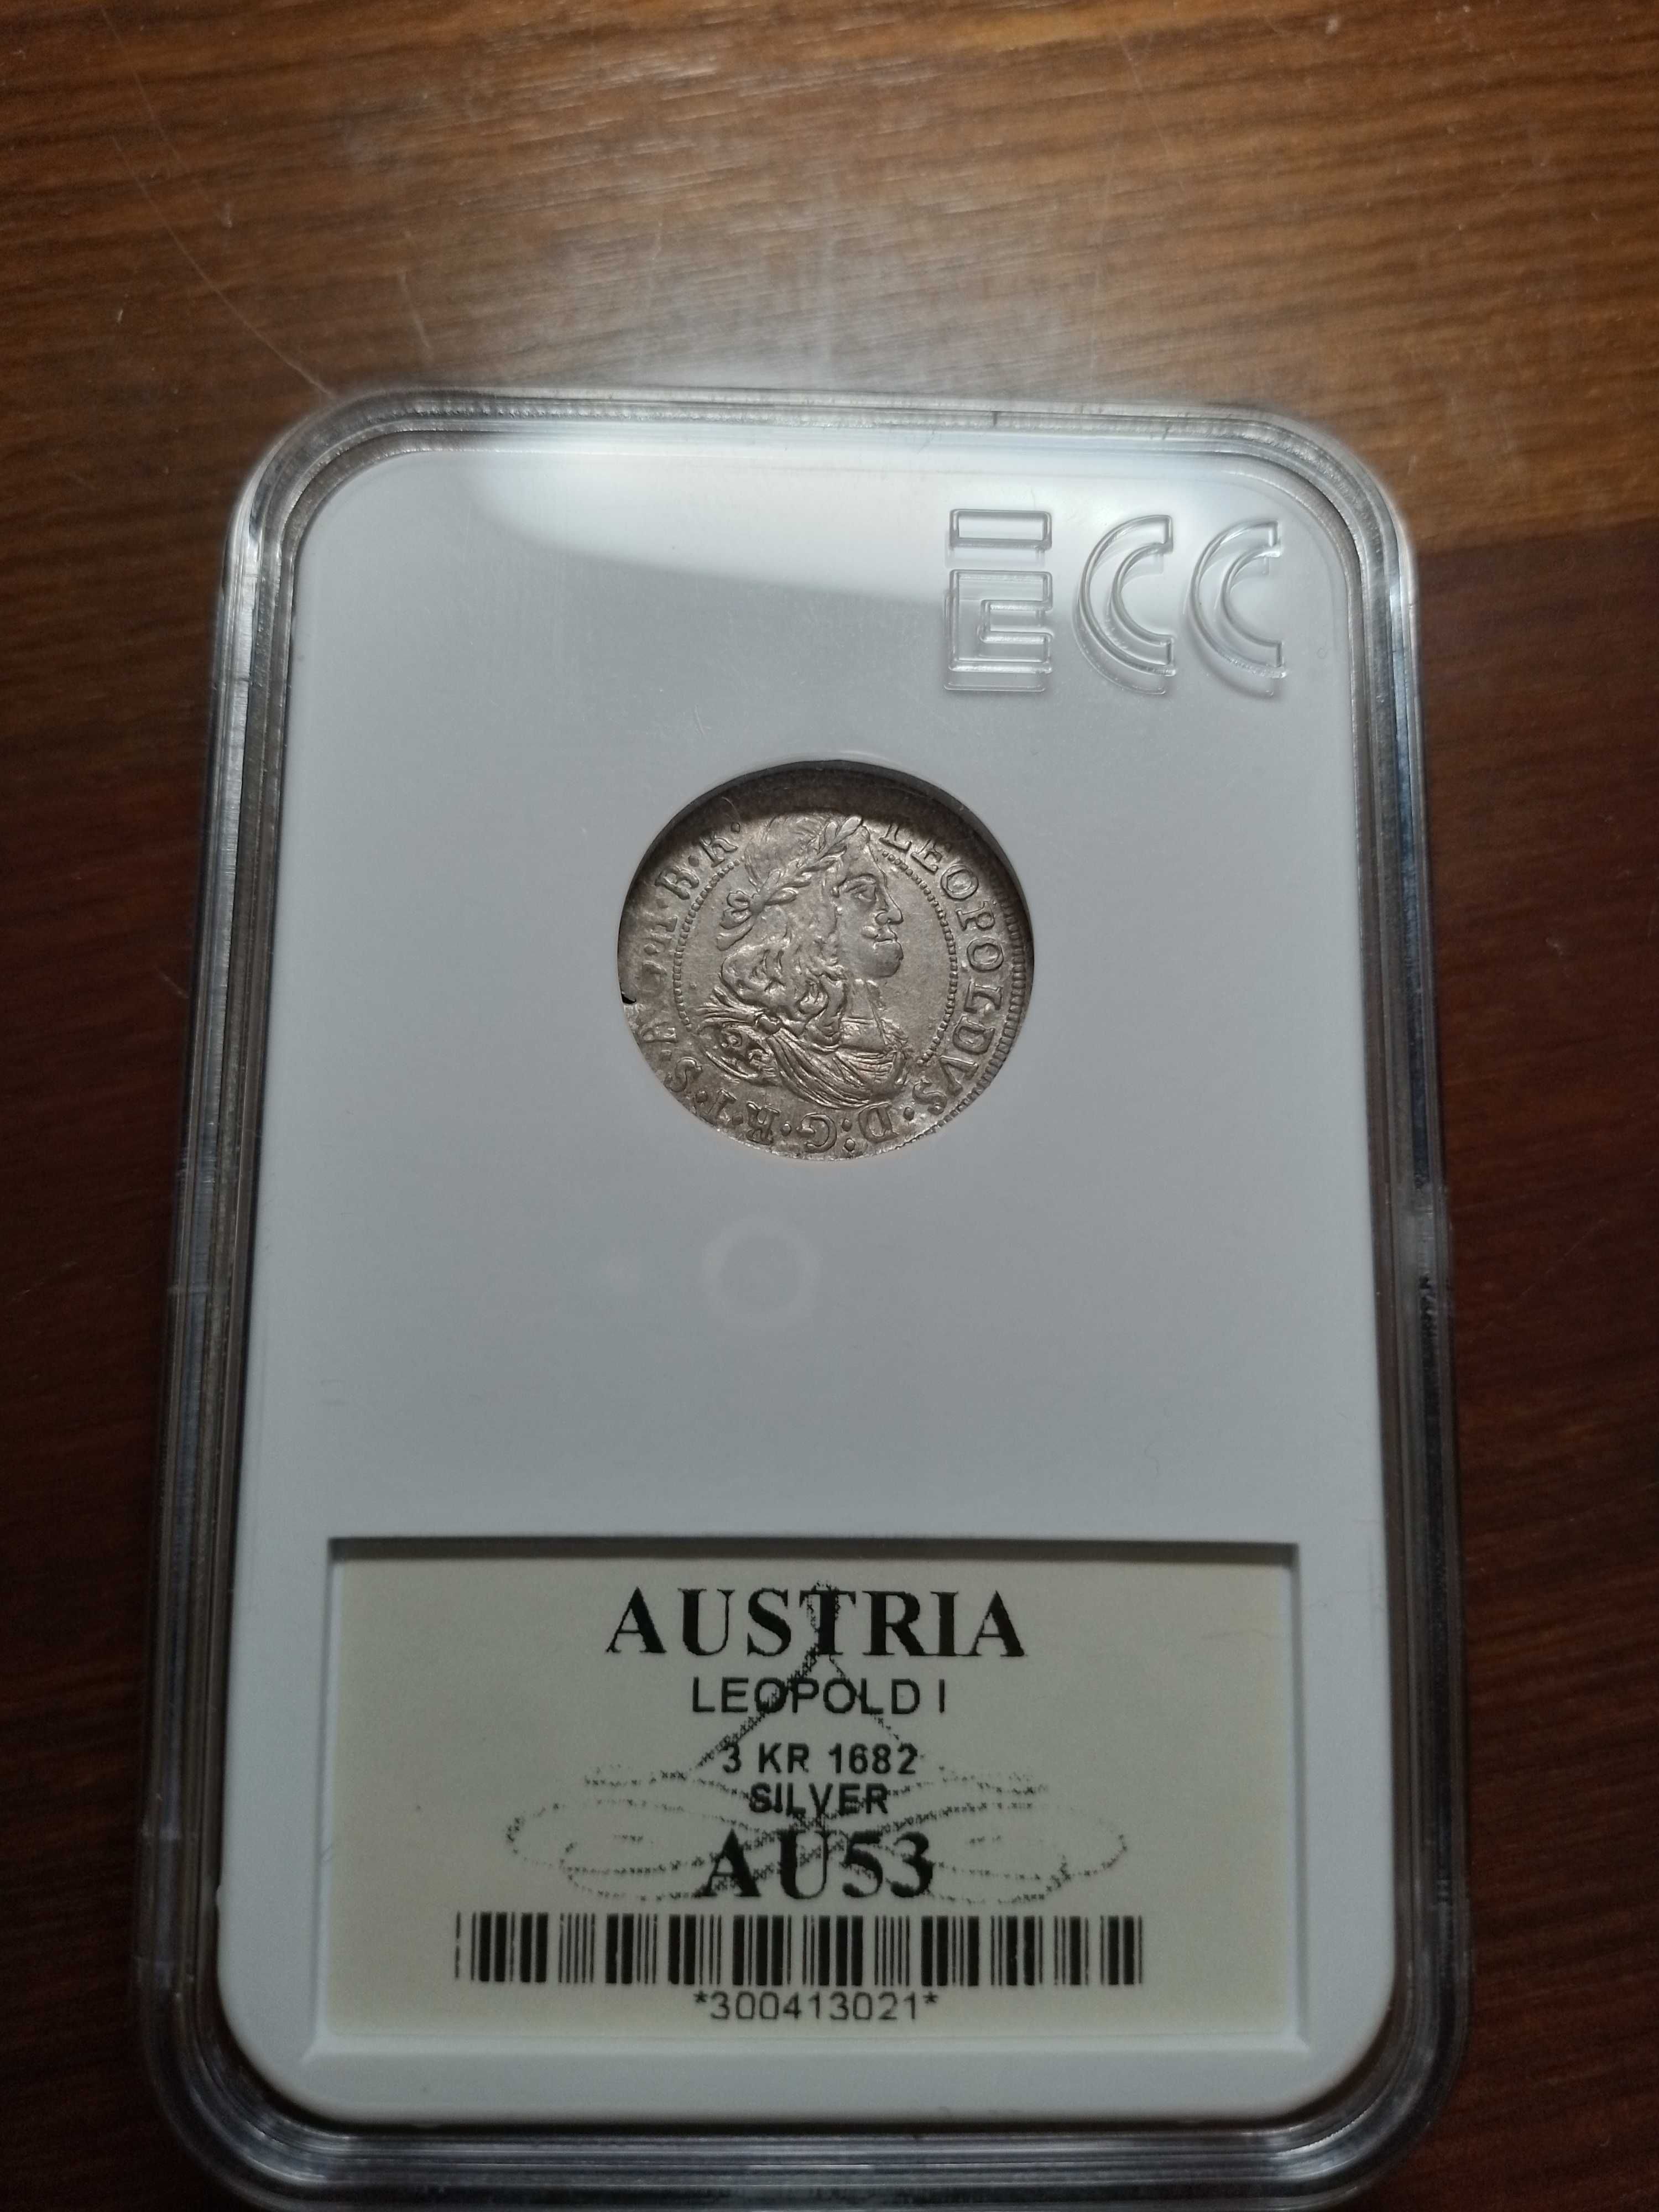 ECC
LEOPOLDVS·D:G·R·I·S·A
B·R·
AUSTRIA
LEOPOLD I
3 KR 1682
SILVER
AU53
*300413021*